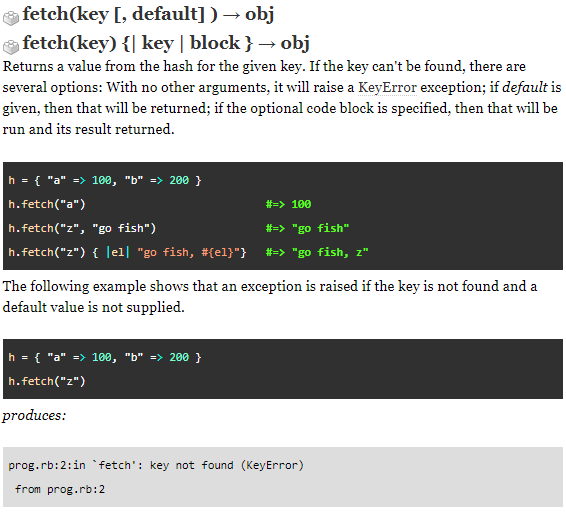 fetch(key [, default] ) → obj
fetch(key) {| key | block } → obj
Returns a value from the hash for the given key. If the key can't be found, there are
several options: With no other arguments, it will raise a KeyError exception; if default is
given, then that will be returned; if the optional code block is specified, then that will be
run and its result returned.
h = { "a" => 100, "b" => 200 }
h.fetch("a") #=> 100
h.fetch("z", "go fish") #=> "go fish"
h.fetch("z") { |el| "go fish, #{el}"} #=> "go fish, z"
The following example shows that an exception is raised if the key is not found and a
default value is not supplied.
h = { "a" => 100, "b" => 200 }
h.fetch("z")
produces:
prog.rb:2:in `fetch': key not found (KeyError)
from prog.rb:2